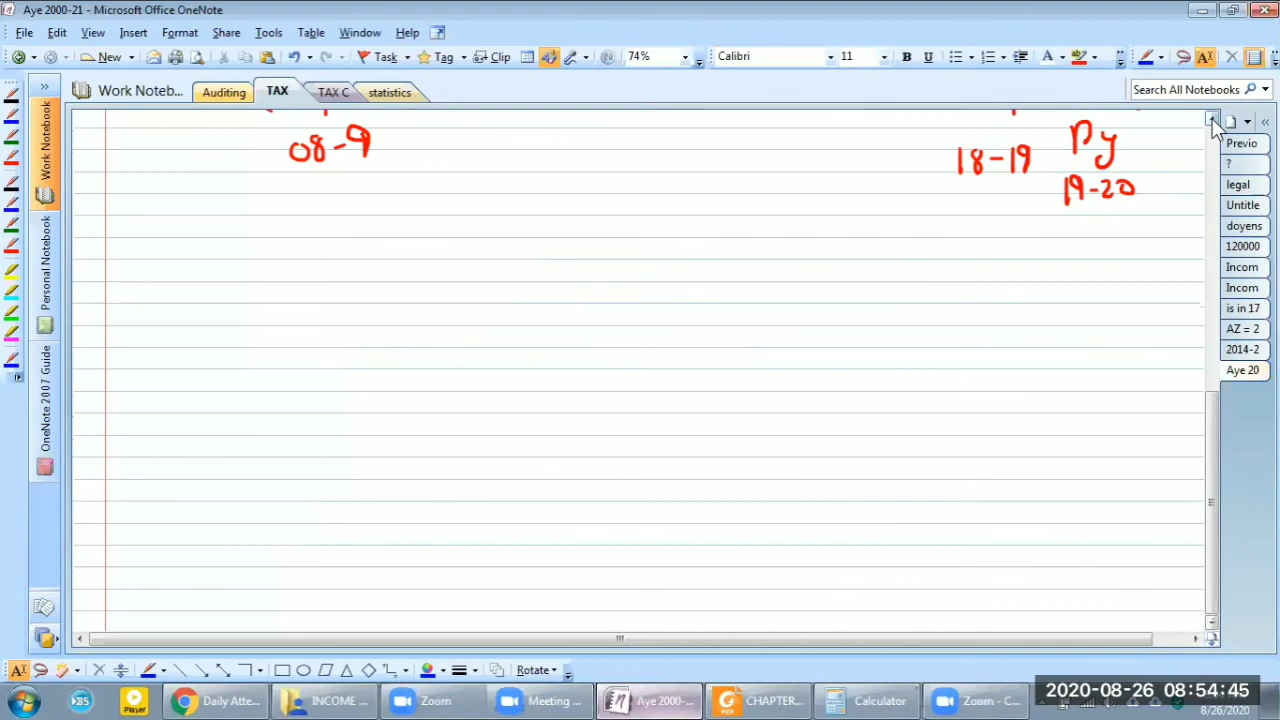 Aye 2000-21 - Microsoft Office OneNote
File Edit View Insert Format Share Tools Table Window Help
New Task Tag Clip 74% Calibri 11 B U A
Work Noteb... Auditing TAX TAX C statistics Search All Notebooks
08-9
18-19
Py
19-20
Previo
?
legal
Untitle
doyens
120000
Incom
Incom
is in 17
AZ = 2
2014-2
Aye 20
Work Notebook
Personal Notebook
OneNote 2007 Guide
Rotate
Player Daily Atte... INCOME Zoom Meeting ... Aye 2000-... CHAPTER... Calculator Zoom - C...
2020-08-26 08:54:45
8/26/2020